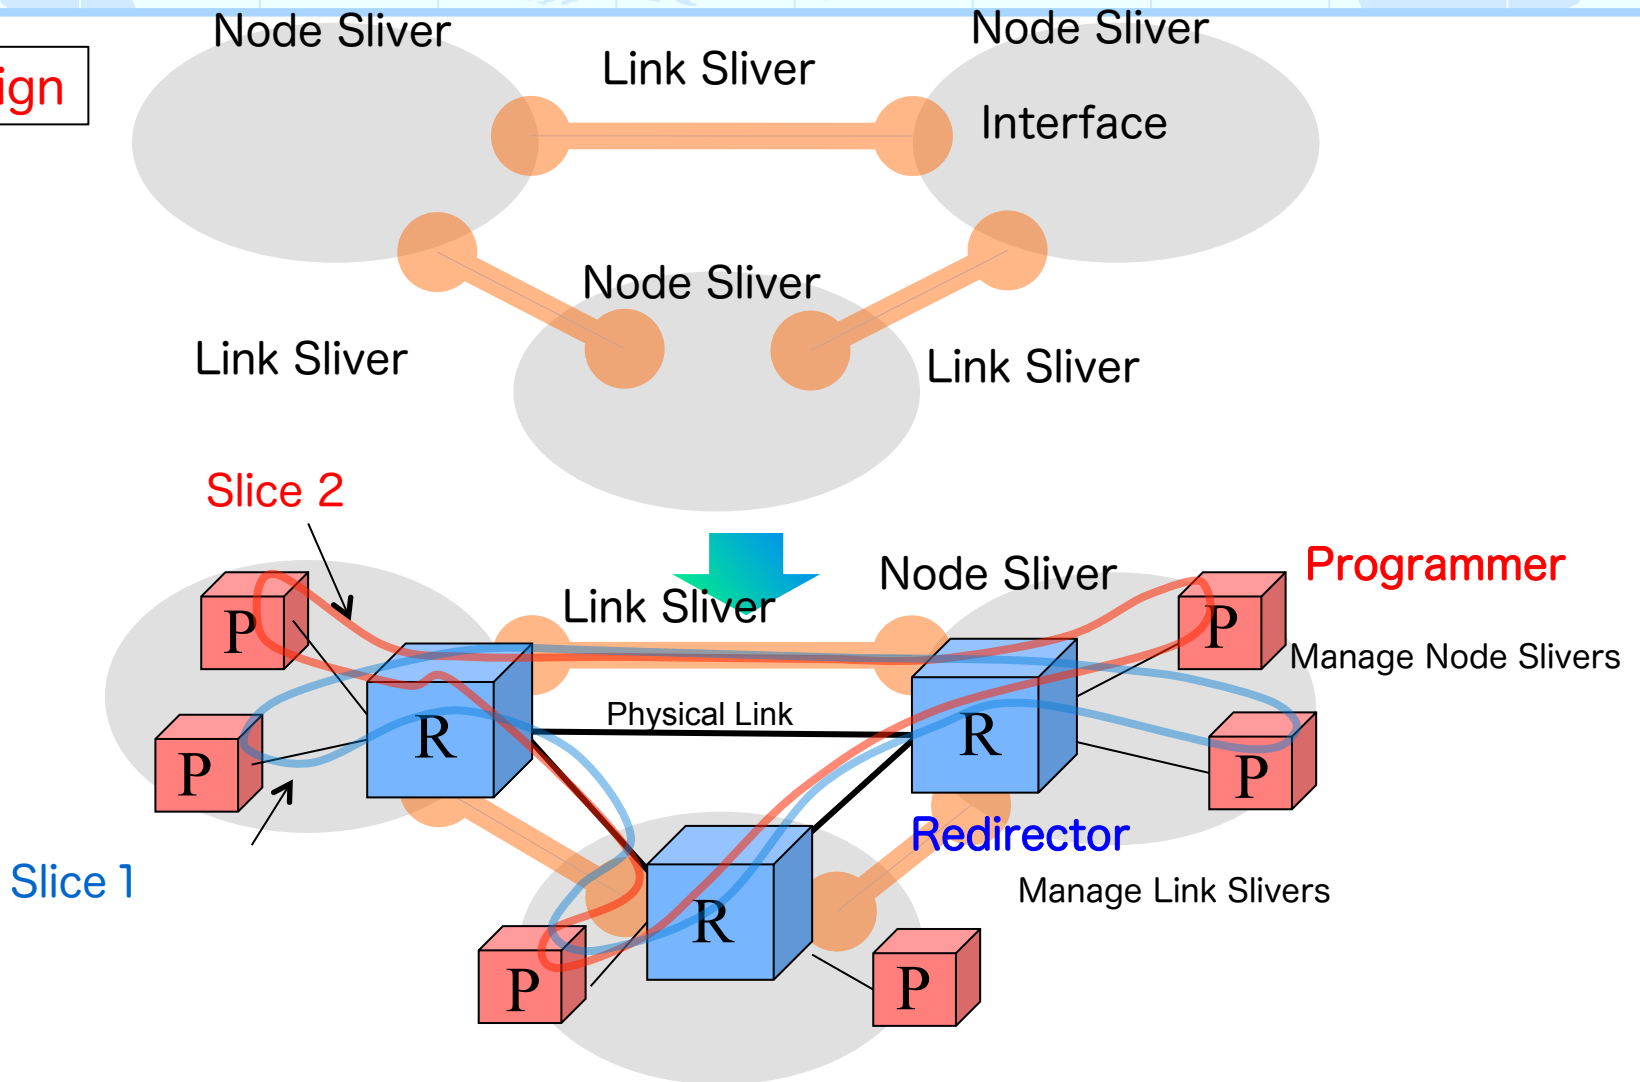 Node Sliver
Node Sliver
Link Sliver
ign
Interface
Node Sliver
Link Sliver
Link Sliver
Slice 2
Programmer
Node Sliver
Link Sliver
P
P
Manage Node Slivers
Physical Link
R
R
P
P
Redirector
Slice 1
Manage Link Slivers
R
P
P